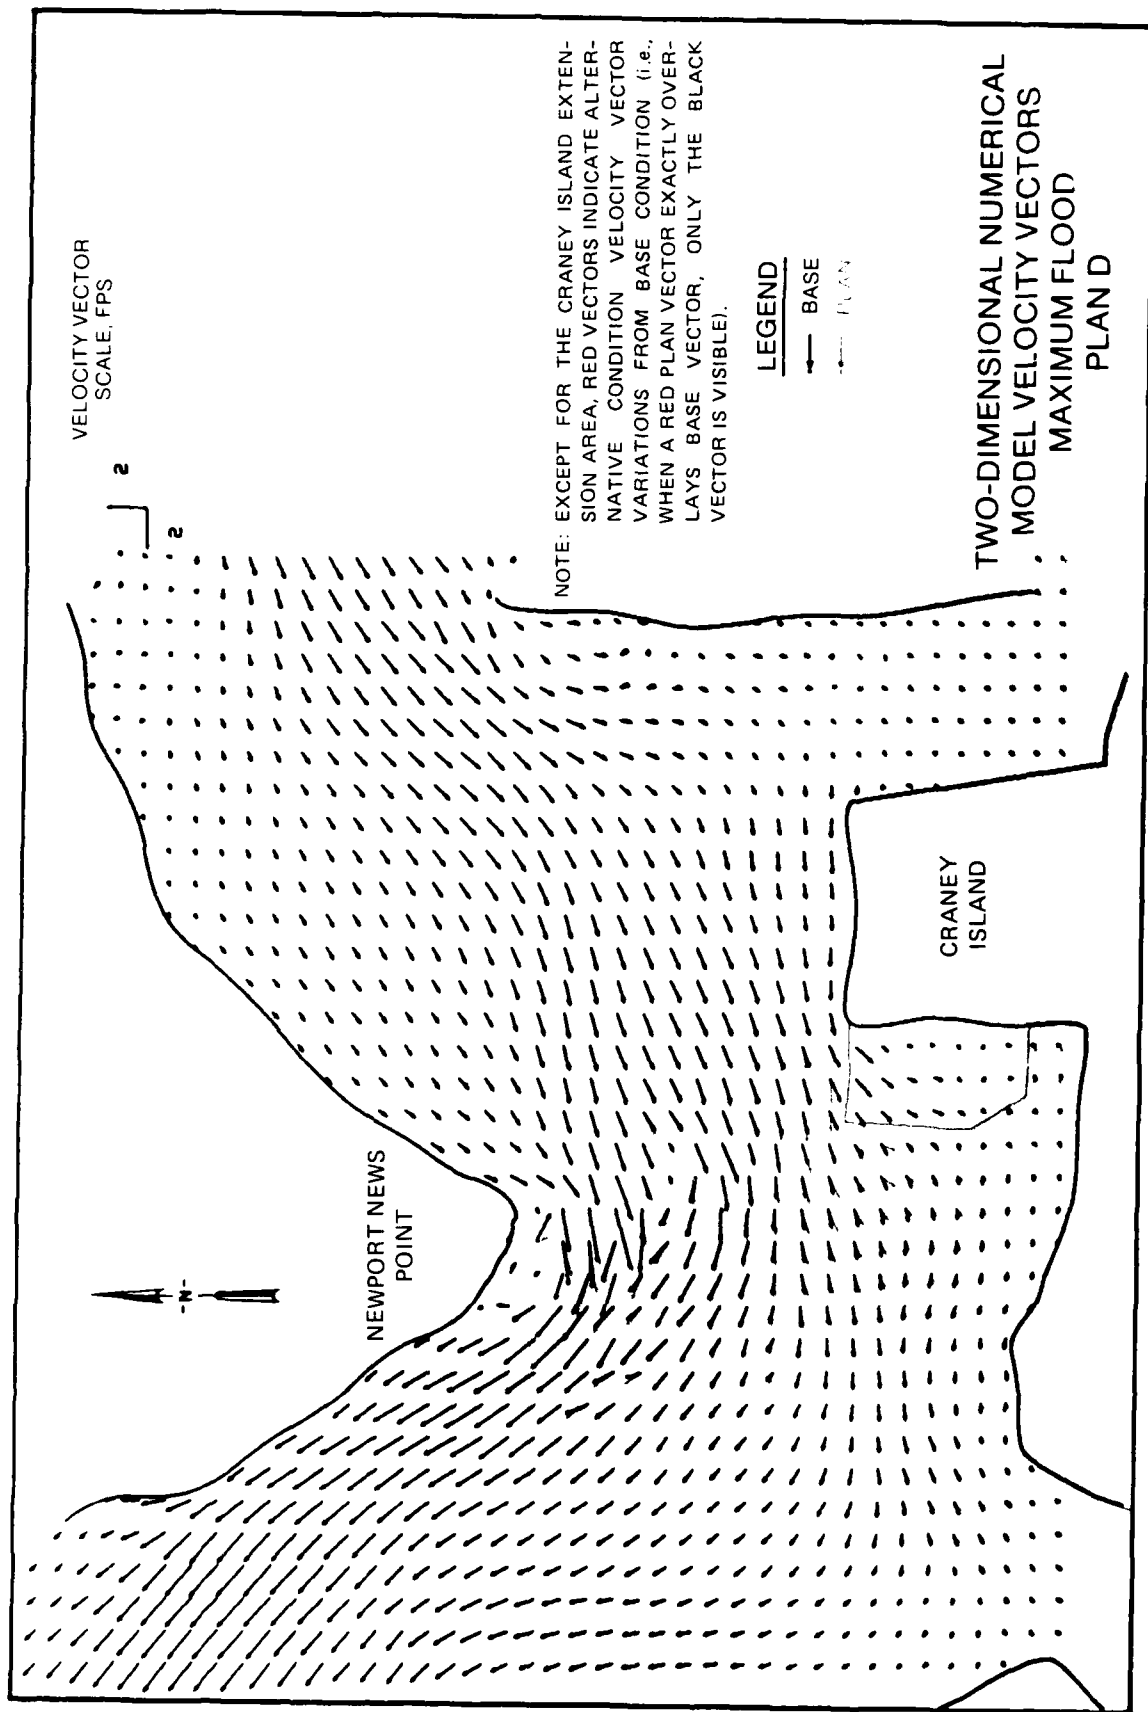 VELOCITY VECTOR
SCALE, FPS
2
2
NEWPORT NEWS
POINT
-N-
CRANEY
ISLAND
NOTE: EXCEPT FOR THE CRANEY ISLAND EXTEN-
SION AREA, RED VECTORS INDICATE ALTER-
NATIVE CONDITION VELOCITY VECTOR
VARIATIONS FROM BASE CONDITION (i.e.,
WHEN A RED PLAN VECTOR EXACTLY OVER-
LAYS BASE VECTOR, ONLY THE BLACK
VECTOR IS VISIBLE).
LEGEND
BASE
PLAN
TWO-DIMENSIONAL NUMERICAL
MODEL VELOCITY VECTORS
MAXIMUM FLOOD
PLAN D